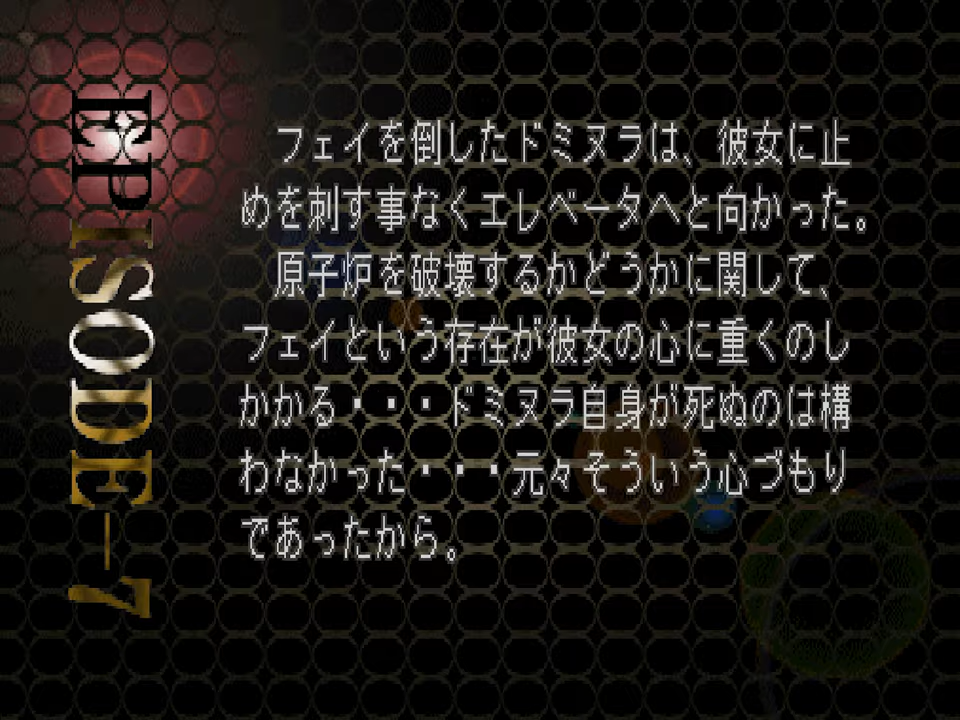 EPISODE-7
フェイを倒したドミヌラは、彼女に止
めを刺す事なくエレベータへと向かった。
原子炉を破壊するかどうかに関して、
フェイという存在が彼女の心に重くのし
かかる・・・ドミヌラ自身が死ぬのは構
わなかった・・・元々そういう心づもり
であったから。